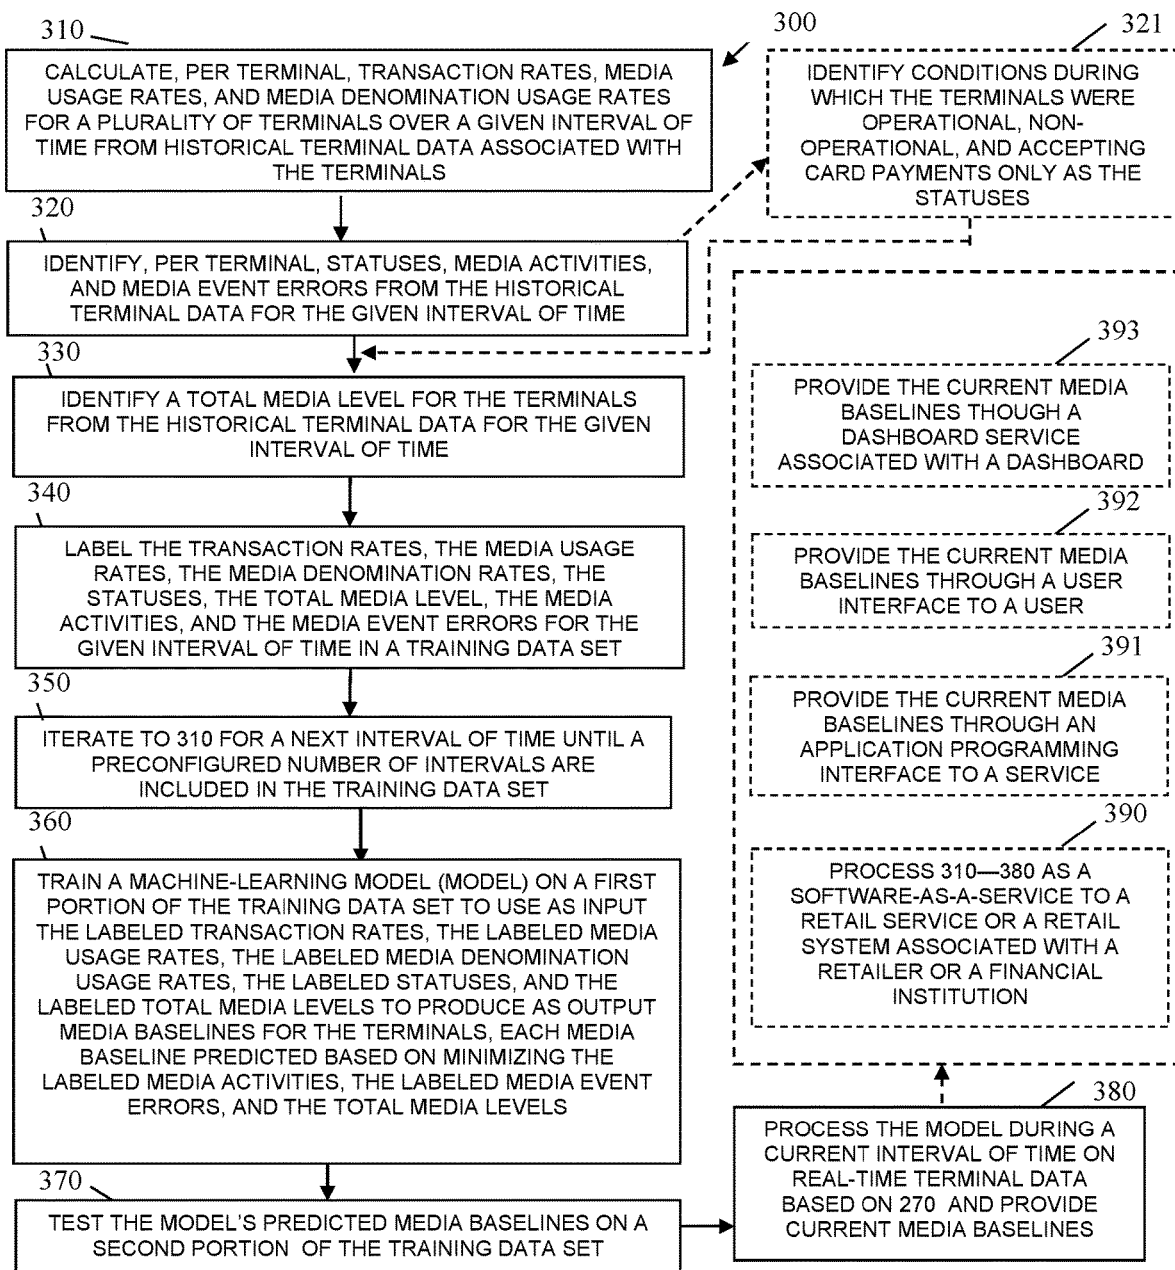 310
CALCULATE, PER TERMINAL, TRANSACTION RATES, MEDIA
USAGE RATES, AND MEDIA DENOMINATION USAGE RATES
FOR A PLURALITY OF TERMINALS OVER A GIVEN INTERVAL OF
TIME FROM HISTORICAL TERMINAL DATA ASSOCIATED WITH
THE TERMINALS
300
321
IDENTIFY CONDITIONS DURING
WHICH THE TERMINALS WERE
OPERATIONAL, NON-
OPERATIONAL, AND ACCEPTING
CARD PAYMENTS ONLY AS THE
STATUSES
320
IDENTIFY, PER TERMINAL, STATUSES, MEDIA ACTIVITIES,
AND MEDIA EVENT ERRORS FROM THE HISTORICAL
TERMINAL DATA FOR THE GIVEN INTERVAL OF TIME
330
IDENTIFY A TOTAL MEDIA LEVEL FOR THE TERMINALS
FROM THE HISTORICAL TERMINAL DATA FOR THE GIVEN
INTERVAL OF TIME
340
LABEL THE TRANSACTION RATES, THE MEDIA USAGE
RATES, THE MEDIA DENOMINATION RATES, THE
STATUSES, THE TOTAL MEDIA LEVEL, THE MEDIA
ACTIVITIES, AND THE MEDIA EVENT ERRORS FOR THE
GIVEN INTERVAL OF TIME IN A TRAINING DATA SET
350
ITERATE TO 310 FOR A NEXT INTERVAL OF TIME UNTIL A
PRECONFIGURED NUMBER OF INTERVALS ARE
INCLUDED IN THE TRAINING DATA SET
360
TRAIN A MACHINE-LEARNING MODEL (MODEL) ON A FIRST
PORTION OF THE TRAINING DATA SET TO USE AS INPUT
THE LABELED TRANSACTION RATES, THE LABELED MEDIA
USAGE RATES, THE LABELED MEDIA DENOMINATION
USAGE RATES, THE LABELED STATUSES, AND THE
LABELED TOTAL MEDIA LEVELS TO PRODUCE AS OUTPUT
MEDIA BASELINES FOR THE TERMINALS, EACH MEDIA
BASELINE PREDICTED BASED ON MINIMIZING THE
LABELED MEDIA ACTIVITIES, THE LABELED MEDIA EVENT
ERRORS, AND THE TOTAL MEDIA LEVELS
370
TEST THE MODEL'S PREDICTED MEDIA BASELINES ON A
SECOND PORTION OF THE TRAINING DATA SET
380
PROCESS THE MODEL DURING A
CURRENT INTERVAL OF TIME ON
REAL-TIME TERMINAL DATA
BASED ON 270 AND PROVIDE
CURRENT MEDIA BASELINES
393
PROVIDE THE CURRENT MEDIA
BASELINES THOUGH A
DASHBOARD SERVICE
ASSOCIATED WITH A DASHBOARD
392
PROVIDE THE CURRENT MEDIA
BASELINES THROUGH A USER
INTERFACE TO A USER
391
PROVIDE THE CURRENT MEDIA
BASELINES THROUGH AN
APPLICATION PROGRAMMING
INTERFACE TO A SERVICE
390
PROCESS 310—380 AS A
SOFTWARE-AS-A-SERVICE TO A
RETAIL SERVICE OR A RETAIL
SYSTEM ASSOCIATED WITH A
RETAILER OR A FINANCIAL
INSTITUTION